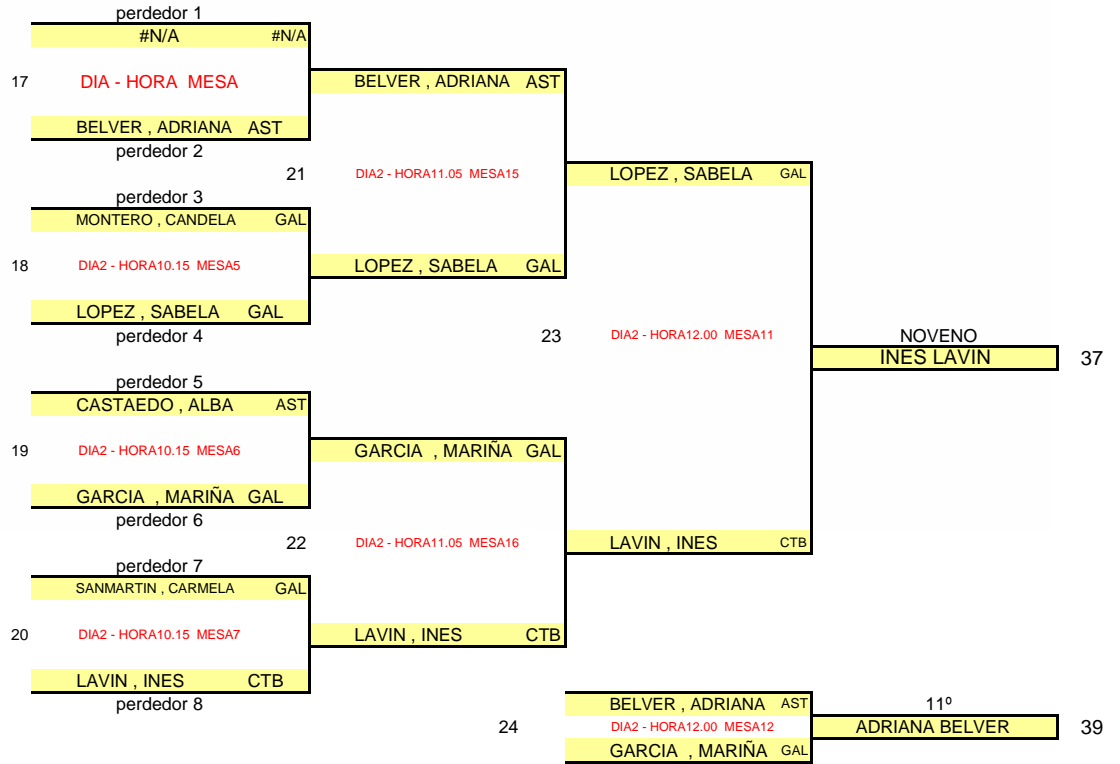 perdedor 1
#N/A #N/A
17 DIA - HORA MESA BELVER , ADRIANA AST
BELVER , ADRIANA AST
perdedor 2
21 DIA2 - HORA11.05 MESA15 LOPEZ , SABELA GAL
perdedor 3
MONTERO , CANDELA GAL
18 DIA2 - HORA10.15 MESA5 LOPEZ , SABELA GAL
LOPEZ , SABELA GAL
perdedor 4 23 DIA2 - HORA12.00 MESA11 NOVENO
INES LAVIN 37
perdedor 5
CASTAEDO , ALBA AST
19 DIA2 - HORA10.15 MESA6 GARCIA , MARIÑA GAL
GARCIA , MARIÑA GAL
perdedor 6
22 DIA2 - HORA11.05 MESA16 LAVIN , INES CTB
perdedor 7
SANMARTIN , CARMELA GAL
20 DIA2 - HORA10.15 MESA7 LAVIN , INES CTB
LAVIN , INES CTB
perdedor 8 BELVER , ADRIANA AST 11º
24 DIA2 - HORA12.00 MESA12 ADRIANA BELVER 39
GARCIA , MARIÑA GAL